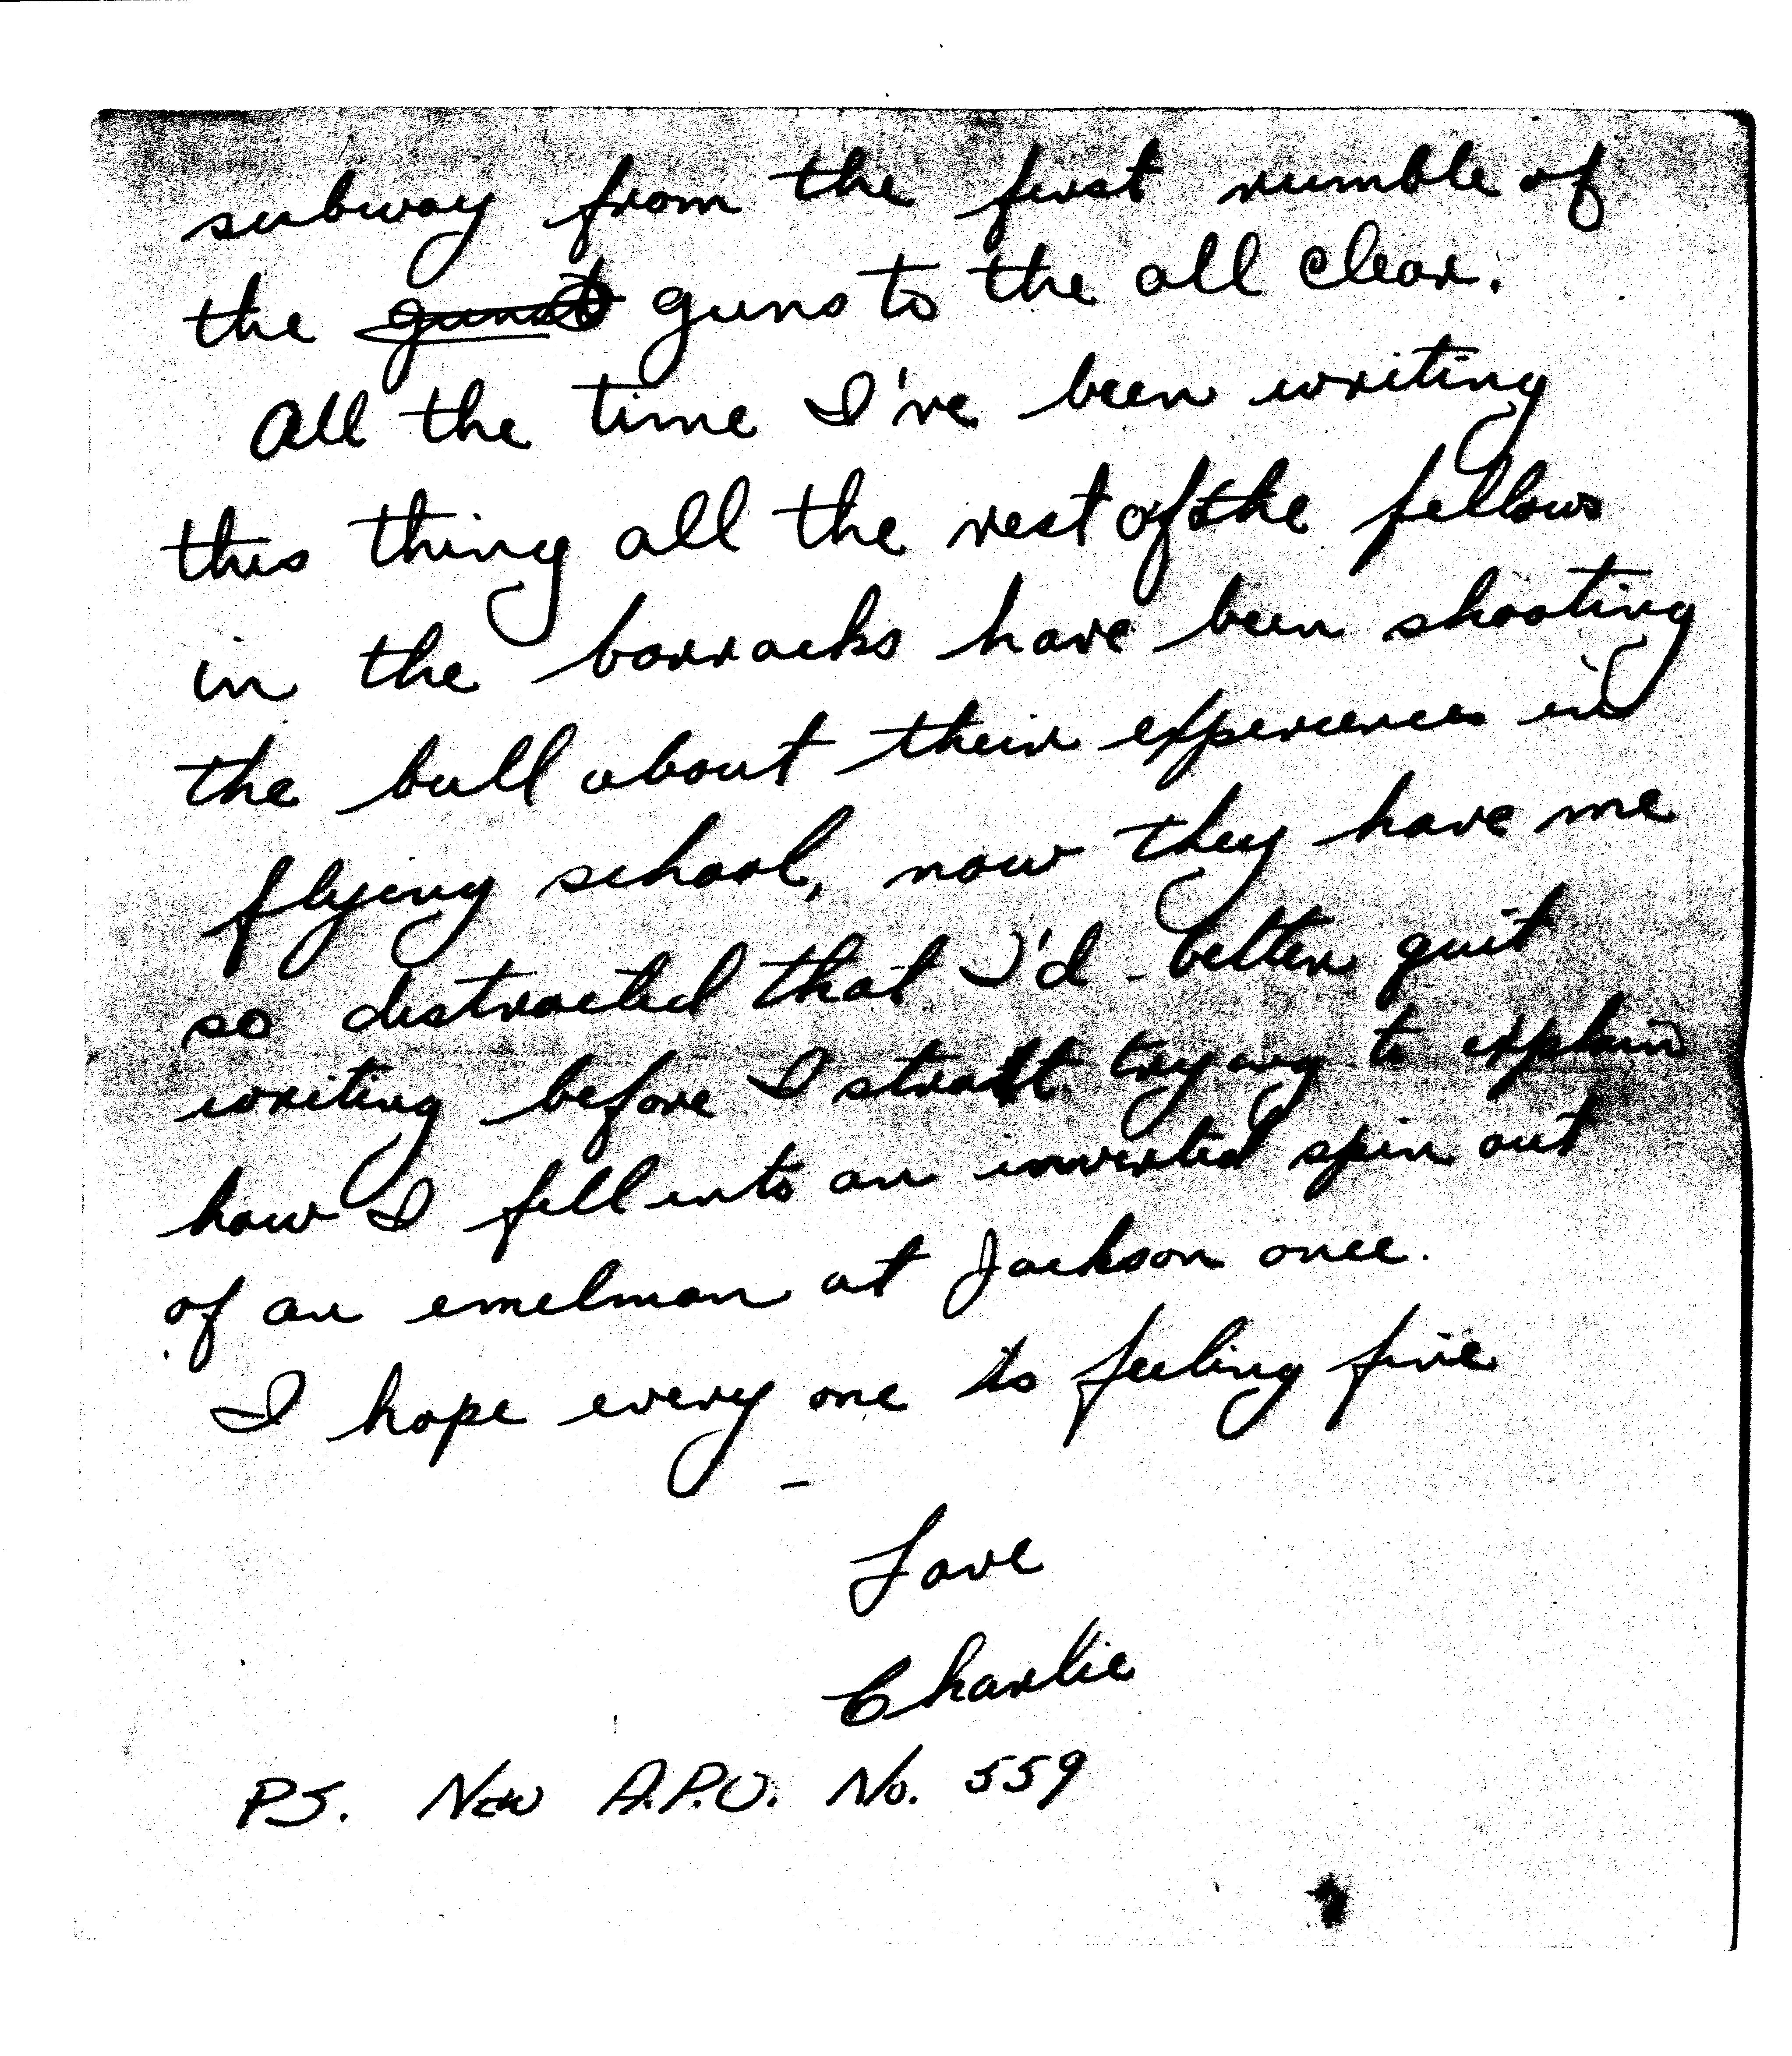 subway from the first rumble of
the guns to the all clear.
All the time I've been writing
this thing all the rest of the fellows
in the barracks have been shooting
the bull about their experiences in
flying school, now they have me
so distracted that I'd better quit
writing before I stratt trying to explain
how I fell into an inverted spin out
of an emelman at Jackson once.
I hope every one is feeling fine
Love
Charlie
P.S. New A.P.O. No. 559